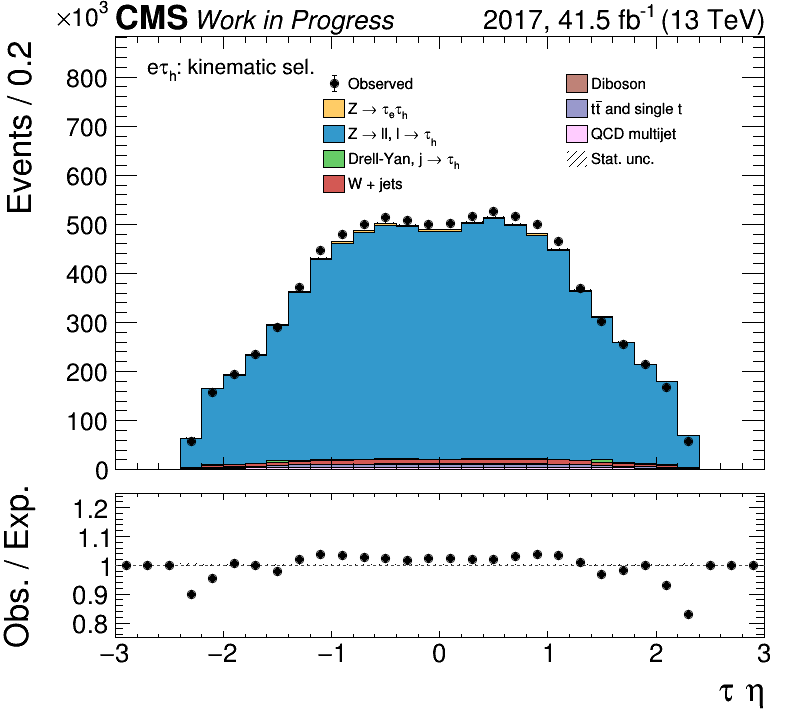 ×10³ CMS Work in Progress 2017, 41.5 fb⁻¹ (13 TeV)
Events / 0.2
eτₕ: kinematic sel.
Observed
Z → τₑτₕ
Z → ll, l → τₕ
Drell-Yan, j → τₕ
W + jets
Diboson
tt̄ and single t
QCD multijet
Stat. unc.
800
700
600
500
400
300
200
100
0
Obs. / Exp.
1.2
1.1
1
0.9
0.8
−3 −2 −1 0 1 2 3
τ η